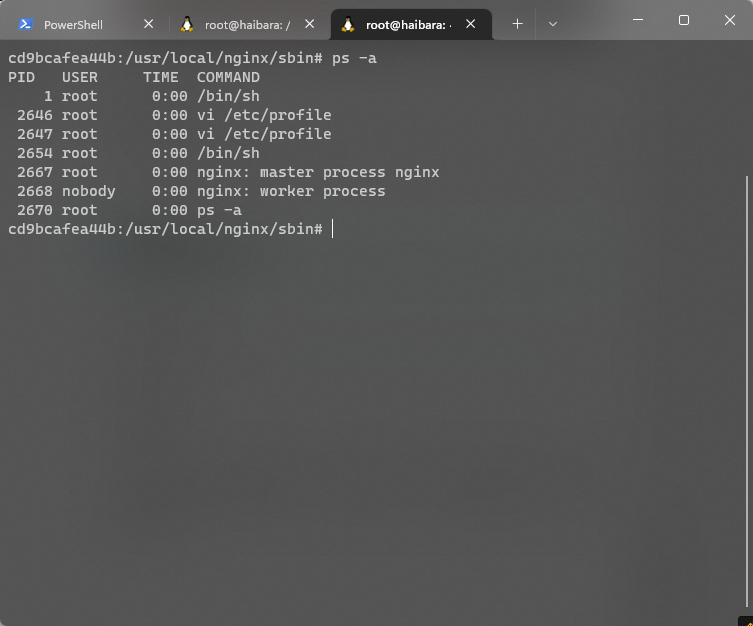 PowerShell
root@haibara: /
root@haibara: ·
cd9bcafea44b:/usr/local/nginx/sbin# ps -a
PID   USER     TIME  COMMAND
    1 root      0:00 /bin/sh
 2646 root      0:00 vi /etc/profile
 2647 root      0:00 vi /etc/profile
 2654 root      0:00 /bin/sh
 2667 root      0:00 nginx: master process nginx
 2668 nobody    0:00 nginx: worker process
 2670 root      0:00 ps -a
cd9bcafea44b:/usr/local/nginx/sbin#